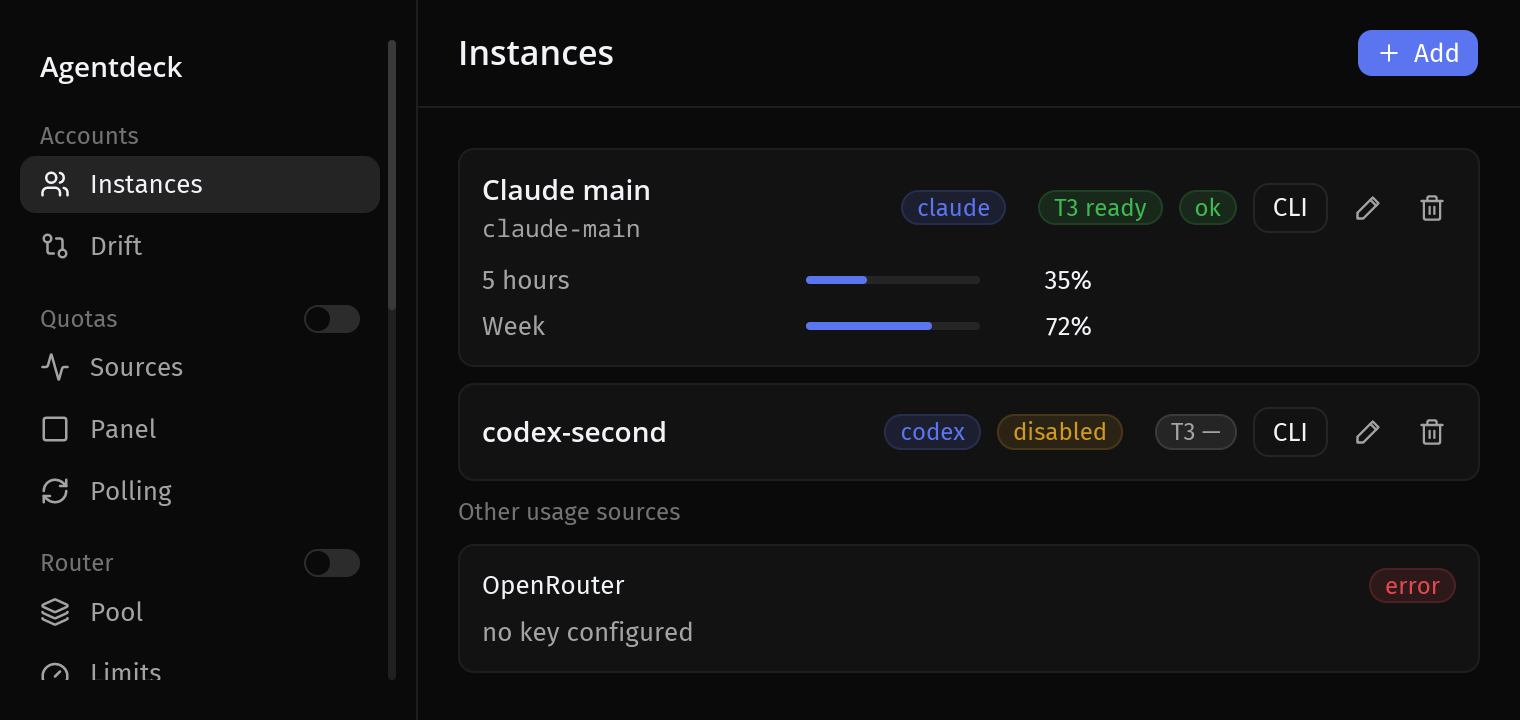 Agentdeck
Accounts
Instances
Drift
Quotas
Sources
Panel
Polling
Router
Pool
Limits
Instances
Add
Claude main
claude-main
claude
T3 ready
ok
CLI
5 hours
35%
Week
72%
codex-second
codex
disabled
T3 —
CLI
Other usage sources
OpenRouter
error
no key configured